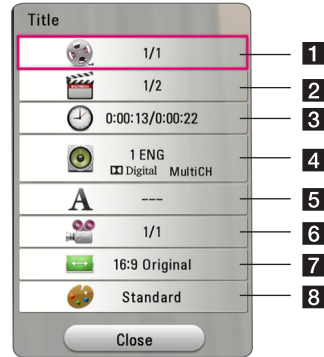 Title
1/1
1
1/2
2
0:00:13/0:00:22
3
1 ENG
Digital MultiCH
4
A
---
5
1/1
6
16:9 Original
7
Standard
8
Close